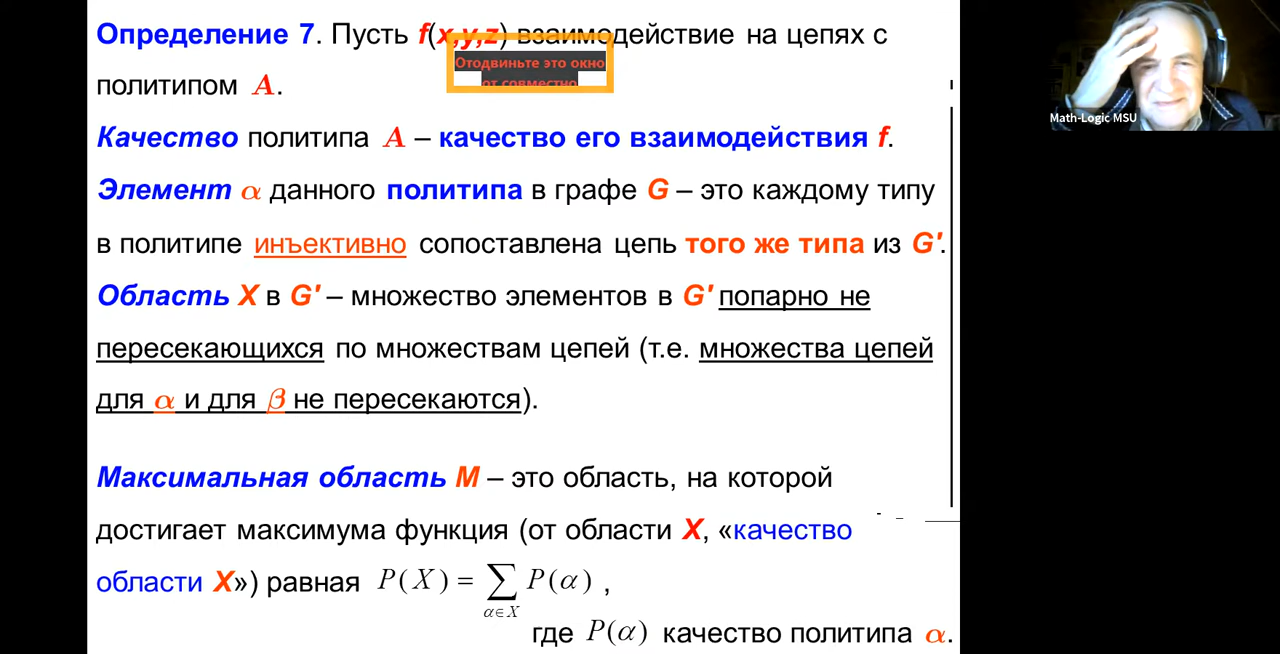 Определение 7. Пусть f(x,y,z) взаимодействие на цепях с
Отодвиньте это окно
от совместно
политипом A.
Math-Logic MSU
Качество политипа A – качество его взаимодействия f.
Элемент α данного политипа в графе G – это каждому типу
в политипе инъективно сопоставлена цепь того же типа из G'.
Область X в G' – множество элементов в G' попарно не
пересекающихся по множествам цепей (т.е. множества цепей
для α и для β не пересекаются).
Максимальная область M – это область, на которой
достигает максимума функция (от области X, «качество
области X») равная P(X) = ∑ P(α) ,
α∈X
где P(α) качество политипа α.